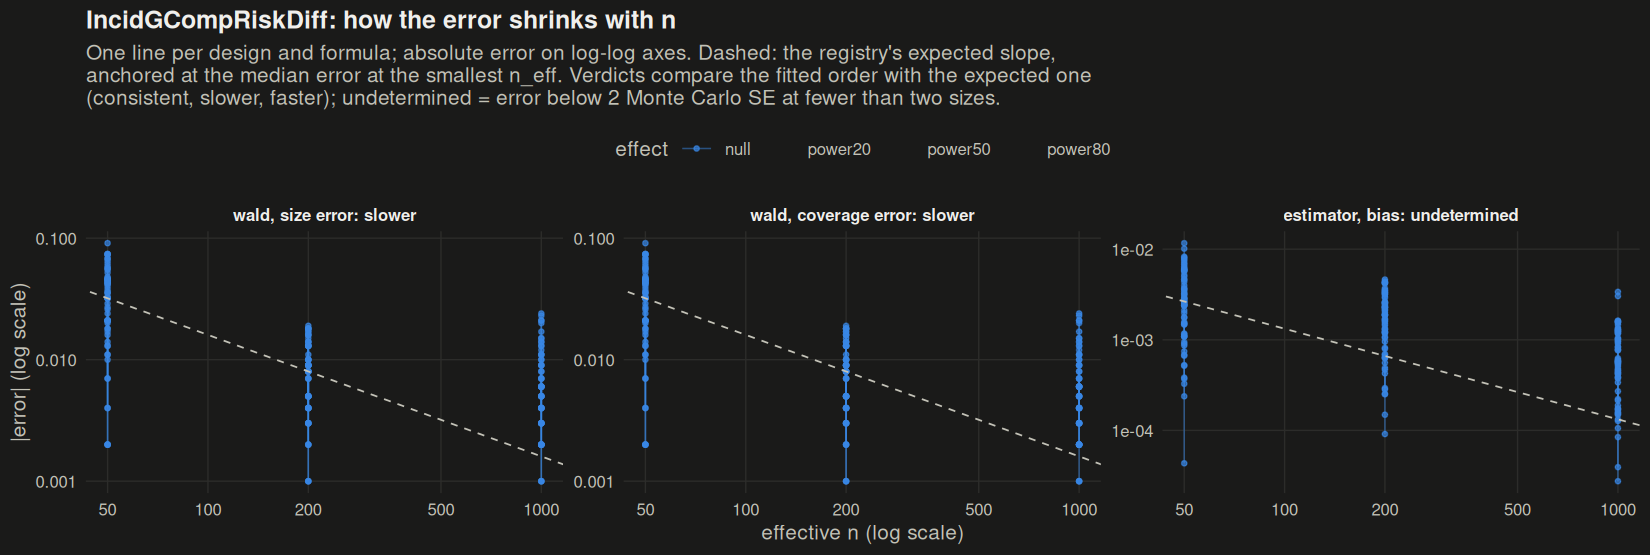 IncidGCompRiskDiff: how the error shrinks with n
One line per design and formula; absolute error on log-log axes. Dashed: the registry's expected slope,
anchored at the median error at the smallest n_eff. Verdicts compare the fitted order with the expected one
(consistent, slower, faster); undetermined = error below 2 Monte Carlo SE at fewer than two sizes.
effect null power20 power50 power80
wald, size error: slower
wald, coverage error: slower
estimator, bias: undetermined
|error| (log scale)
0.100
0.010
0.001
50 100 200 500 1000
0.100
0.010
0.001
50 100 200 500 1000
1e-02
1e-03
1e-04
50 100 200 500 1000
effective n (log scale)